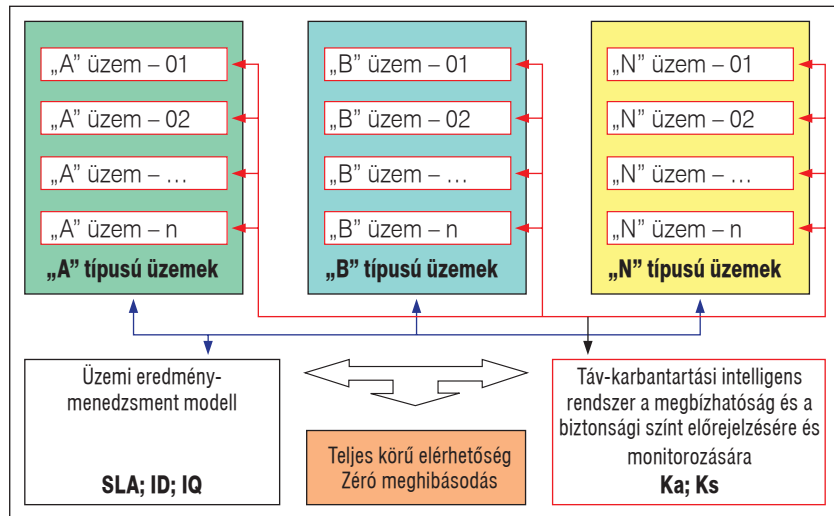 „A” üzem – 01
„A” üzem – 02
„A” üzem – ...
„A” üzem – n
„A” típusú üzemek
„B” üzem – 01
„B” üzem – 02
„B” üzem – ...
„B” üzem – n
„B” típusú üzemek
„N” üzem – 01
„N” üzem – 02
„N” üzem – ...
„N” üzem – n
„N” típusú üzemek
Üzemi eredmény-
menedzsment modell
SLA; ID; IQ
Teljes körű elérhetőség
Zéró meghibásodás
Táv-karbantartási intelligens
rendszer a megbízhatóság és a
biztonsági színt előrejelzésére és
monitorozására
Ka; Ks